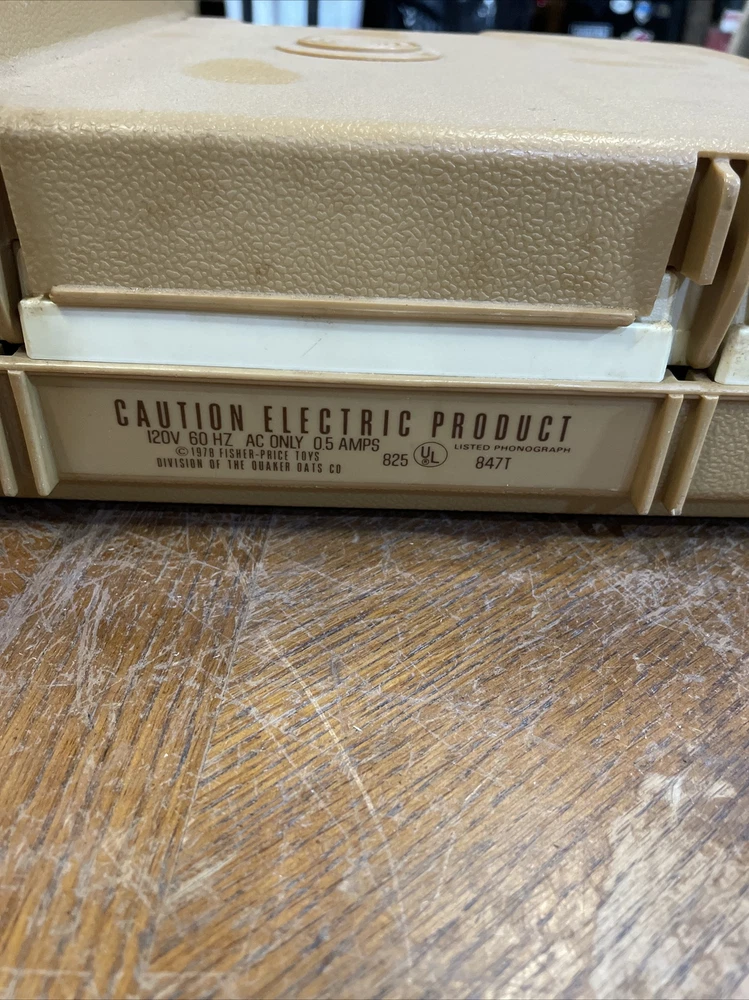 CAUTION ELECTRIC PRODUCT
120V 60 HZ AC ONLY 0.5 AMPS
© 1978 FISHER-PRICE TOYS
DIVISION OF THE QUAKER OATS CO
825 UL ® LISTED PHONOGRAPH
847T